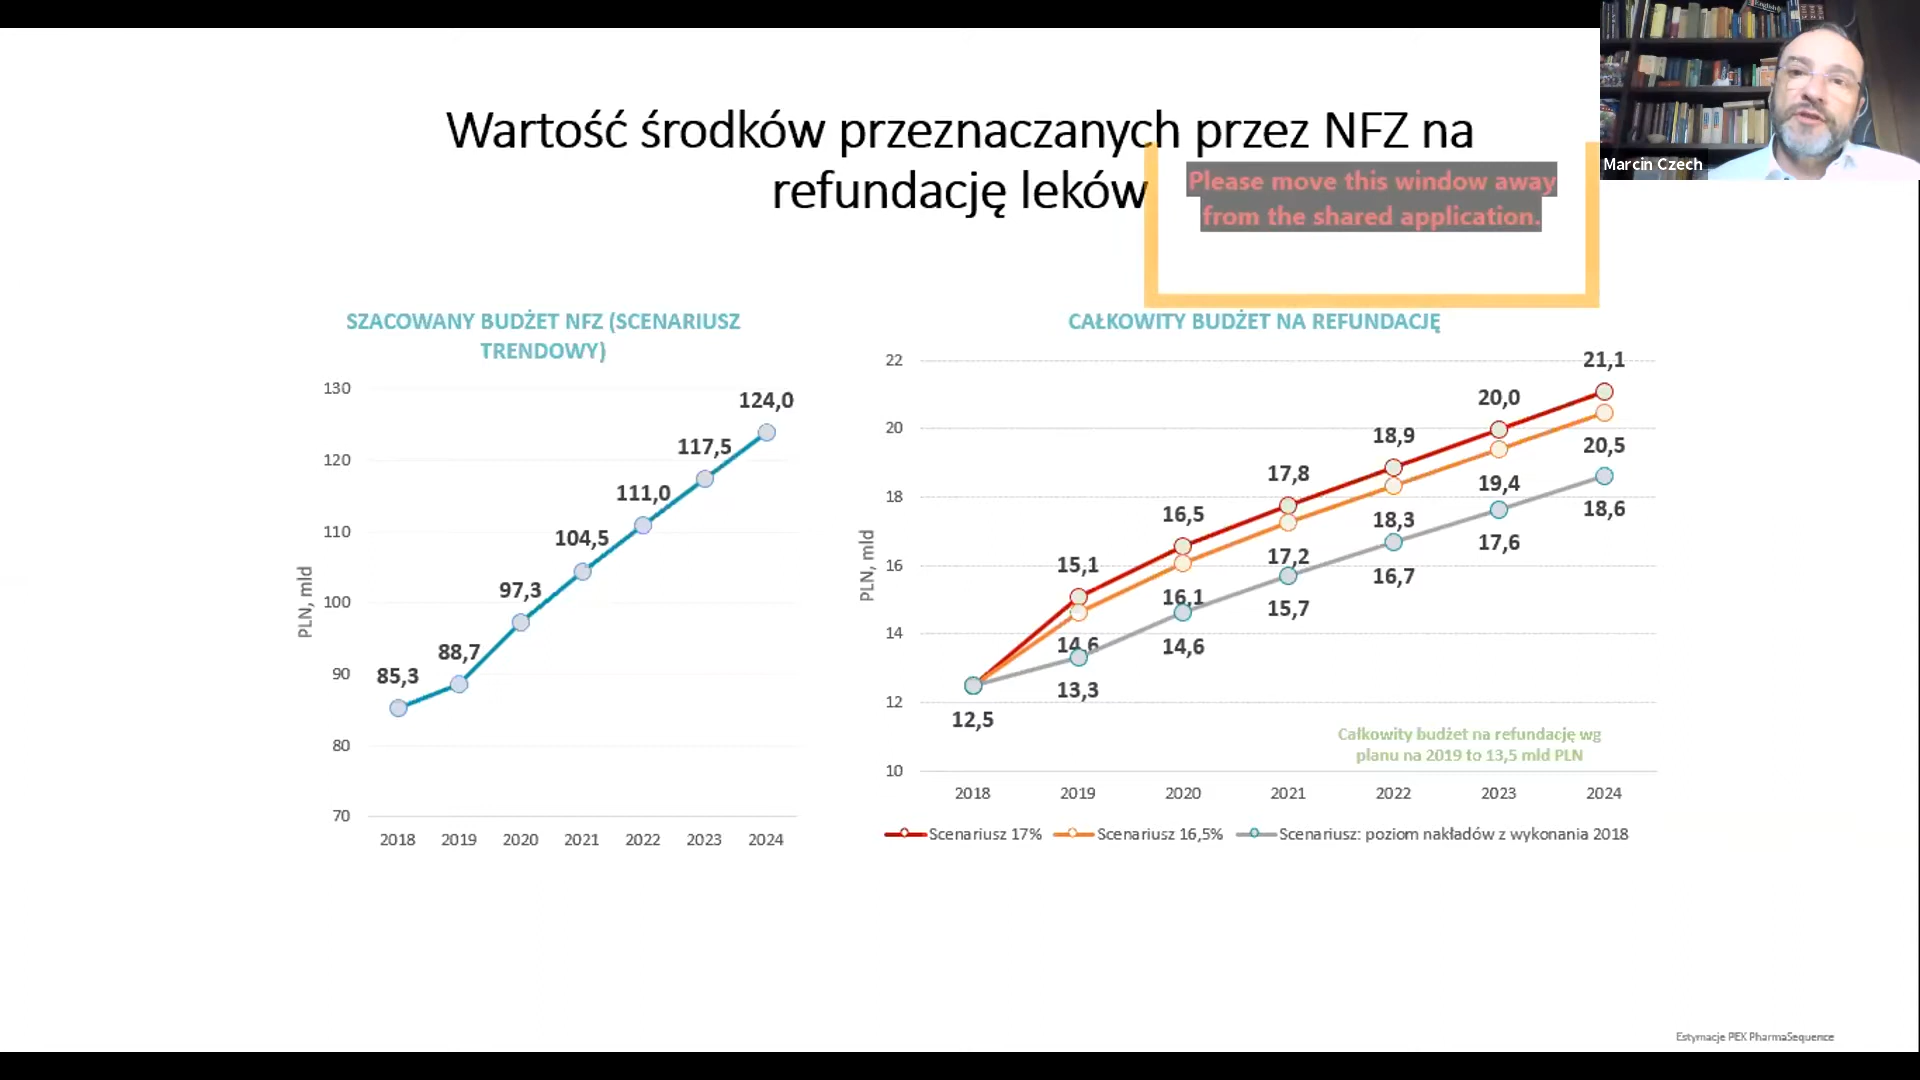 Wartość środków przeznaczanych przez NFZ na
refundację leków
Please move this window away
from the shared application.
Marcin Czech
SZACOWANY BUDŻET NFZ (SCENARIUSZ
TRENDOWY)
130
120
110
100
90
80
70
PLN, mld
85,3
88,7
97,3
104,5
111,0
117,5
124,0
2018 2019 2020 2021 2022 2023 2024
CAŁKOWITY BUDŻET NA REFUNDACJĘ
22
20
18
16
14
12
10
PLN, mld
15,1
16,5
17,8
18,9
20,0
21,1
14,6
16,1
17,2
18,3
19,4
20,5
12,5
13,3
14,6
15,7
16,7
17,6
18,6
Całkowity budżet na refundację wg
planu na 2019 to 13,5 mld PLN
2018 2019 2020 2021 2022 2023 2024
Scenariusz 17% Scenariusz 16,5% Scenariusz: poziom nakładów z wykonania 2018
Estymacje PEX PharmaSequence